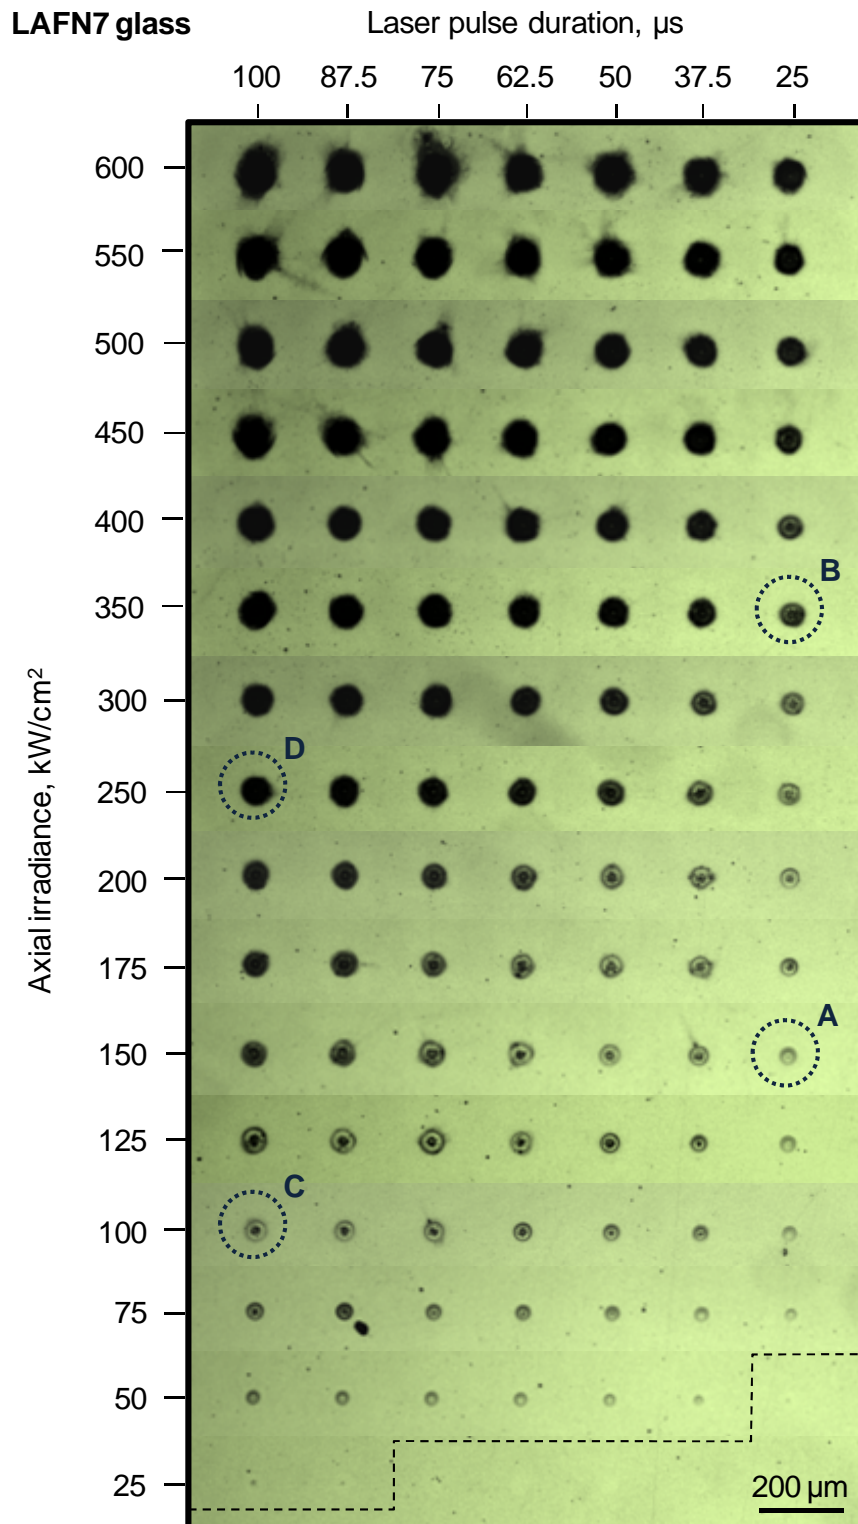 LAFN7 glass
Laser pulse duration, µs
100 87.5 75 62.5 50 37.5 25
Axial irradiance, kW/cm²
600
550
500
450
400
B
350
300
D
250
200
175
A
150
125
C
100
75
50
25
200 µm